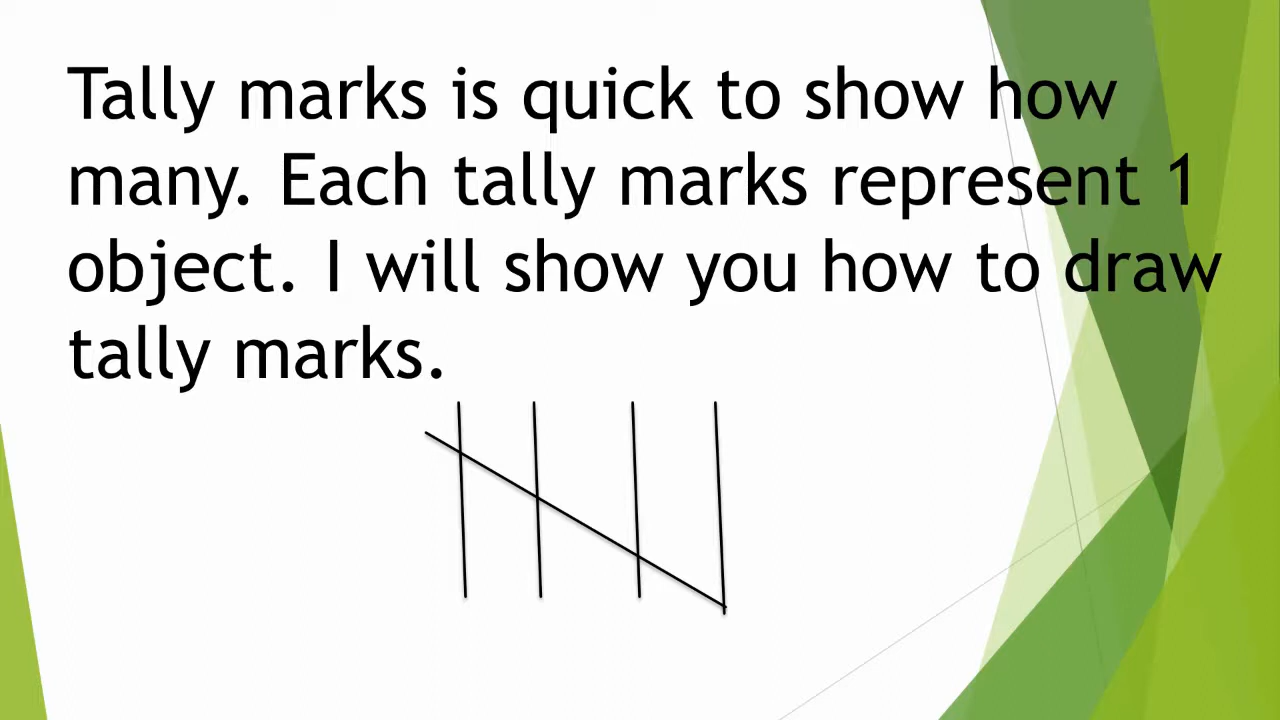 Tally marks is quick to show how
many. Each tally marks represent 1
object. I will show you how to draw
tally marks.